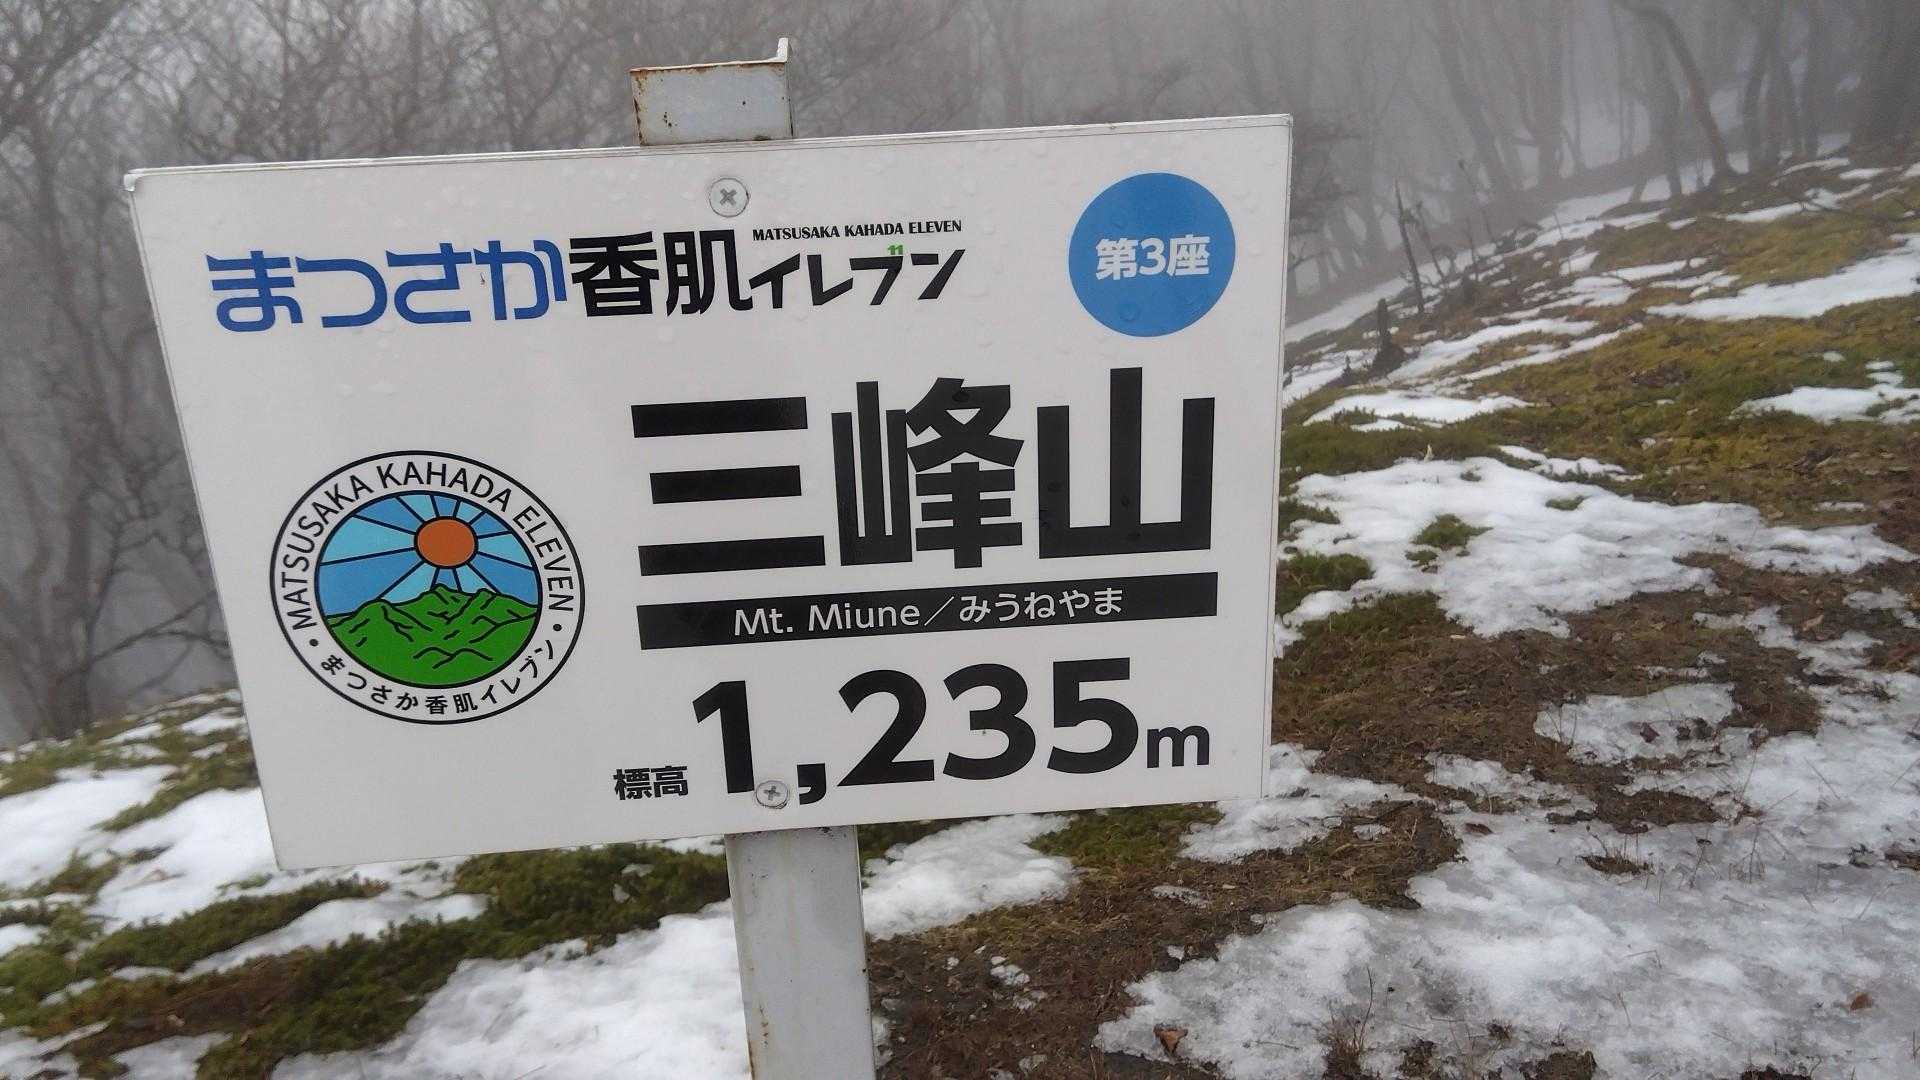 まつさか香肌イレブン
MATSUSAKA KAHADA ELEVEN
11
第3座
三峰山
Mt. Miune／みうねやま
標高 1,235m
MATSUSAKA KAHADA ELEVEN
・まつさか香肌イレブン・